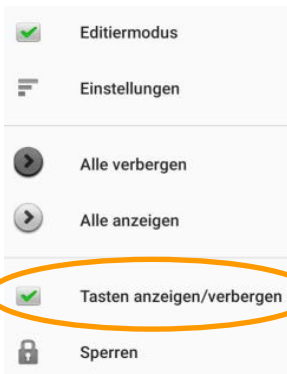 Editiermodus
Einstellungen
Alle verbergen
Alle anzeigen
Tasten anzeigen/verbergen
Sperren